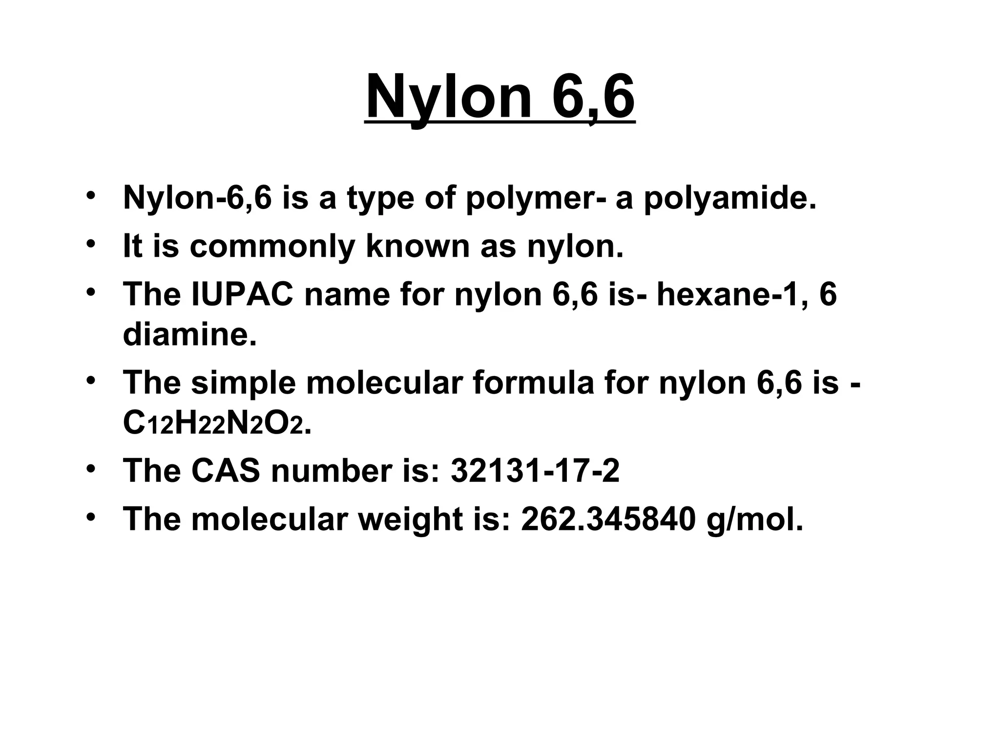 Nylon 6,6
• Nylon-6,6 is a type of polymer- a polyamide.
• It is commonly known as nylon.
• The IUPAC name for nylon 6,6 is- hexane-1, 6
diamine.
• The simple molecular formula for nylon 6,6 is -
C12H22N2O2.
• The CAS number is: 32131-17-2
• The molecular weight is: 262.345840 g/mol.